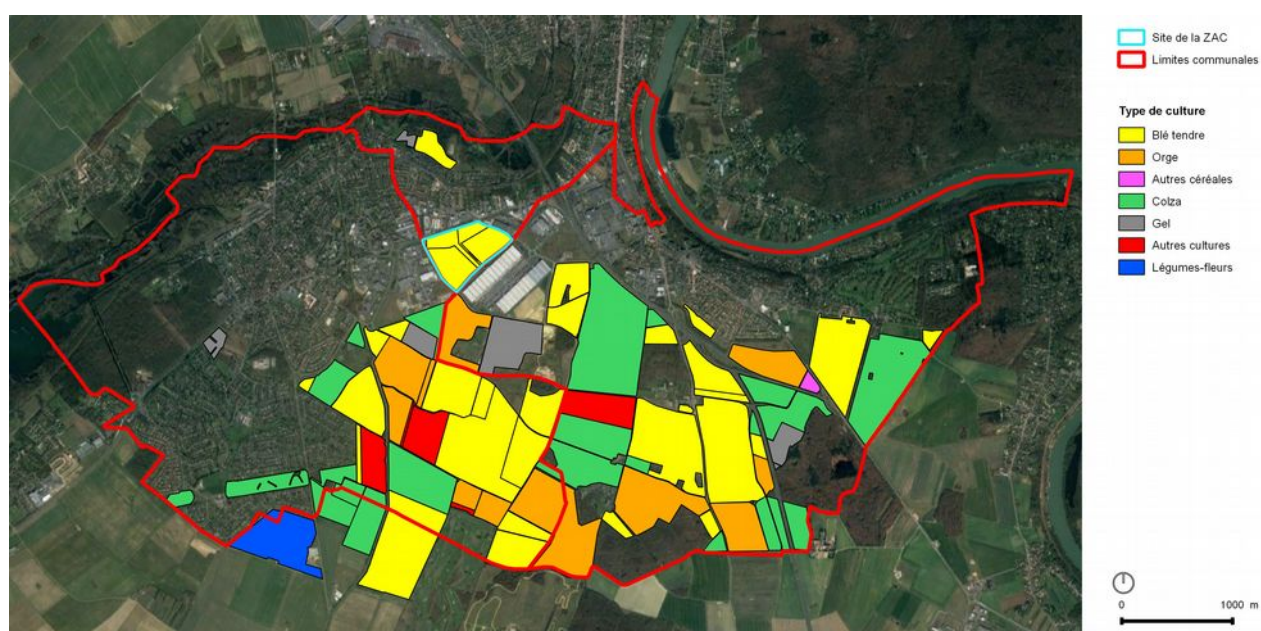 Site de la ZAC
Limites communales
Type de culture
Blé tendre
Orge
Autres céréales
Colza
Gel
Autres cultures
Légumes-fleurs
0 1000 m